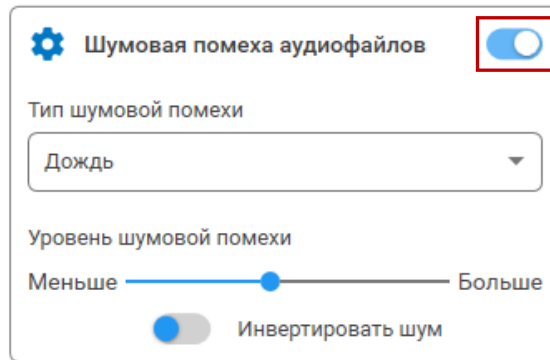 Шумовая помеха аудиофайлов
Тип шумовой помехи
Дождь
Уровень шумовой помехи
Меньше Больше
Инвертировать шум